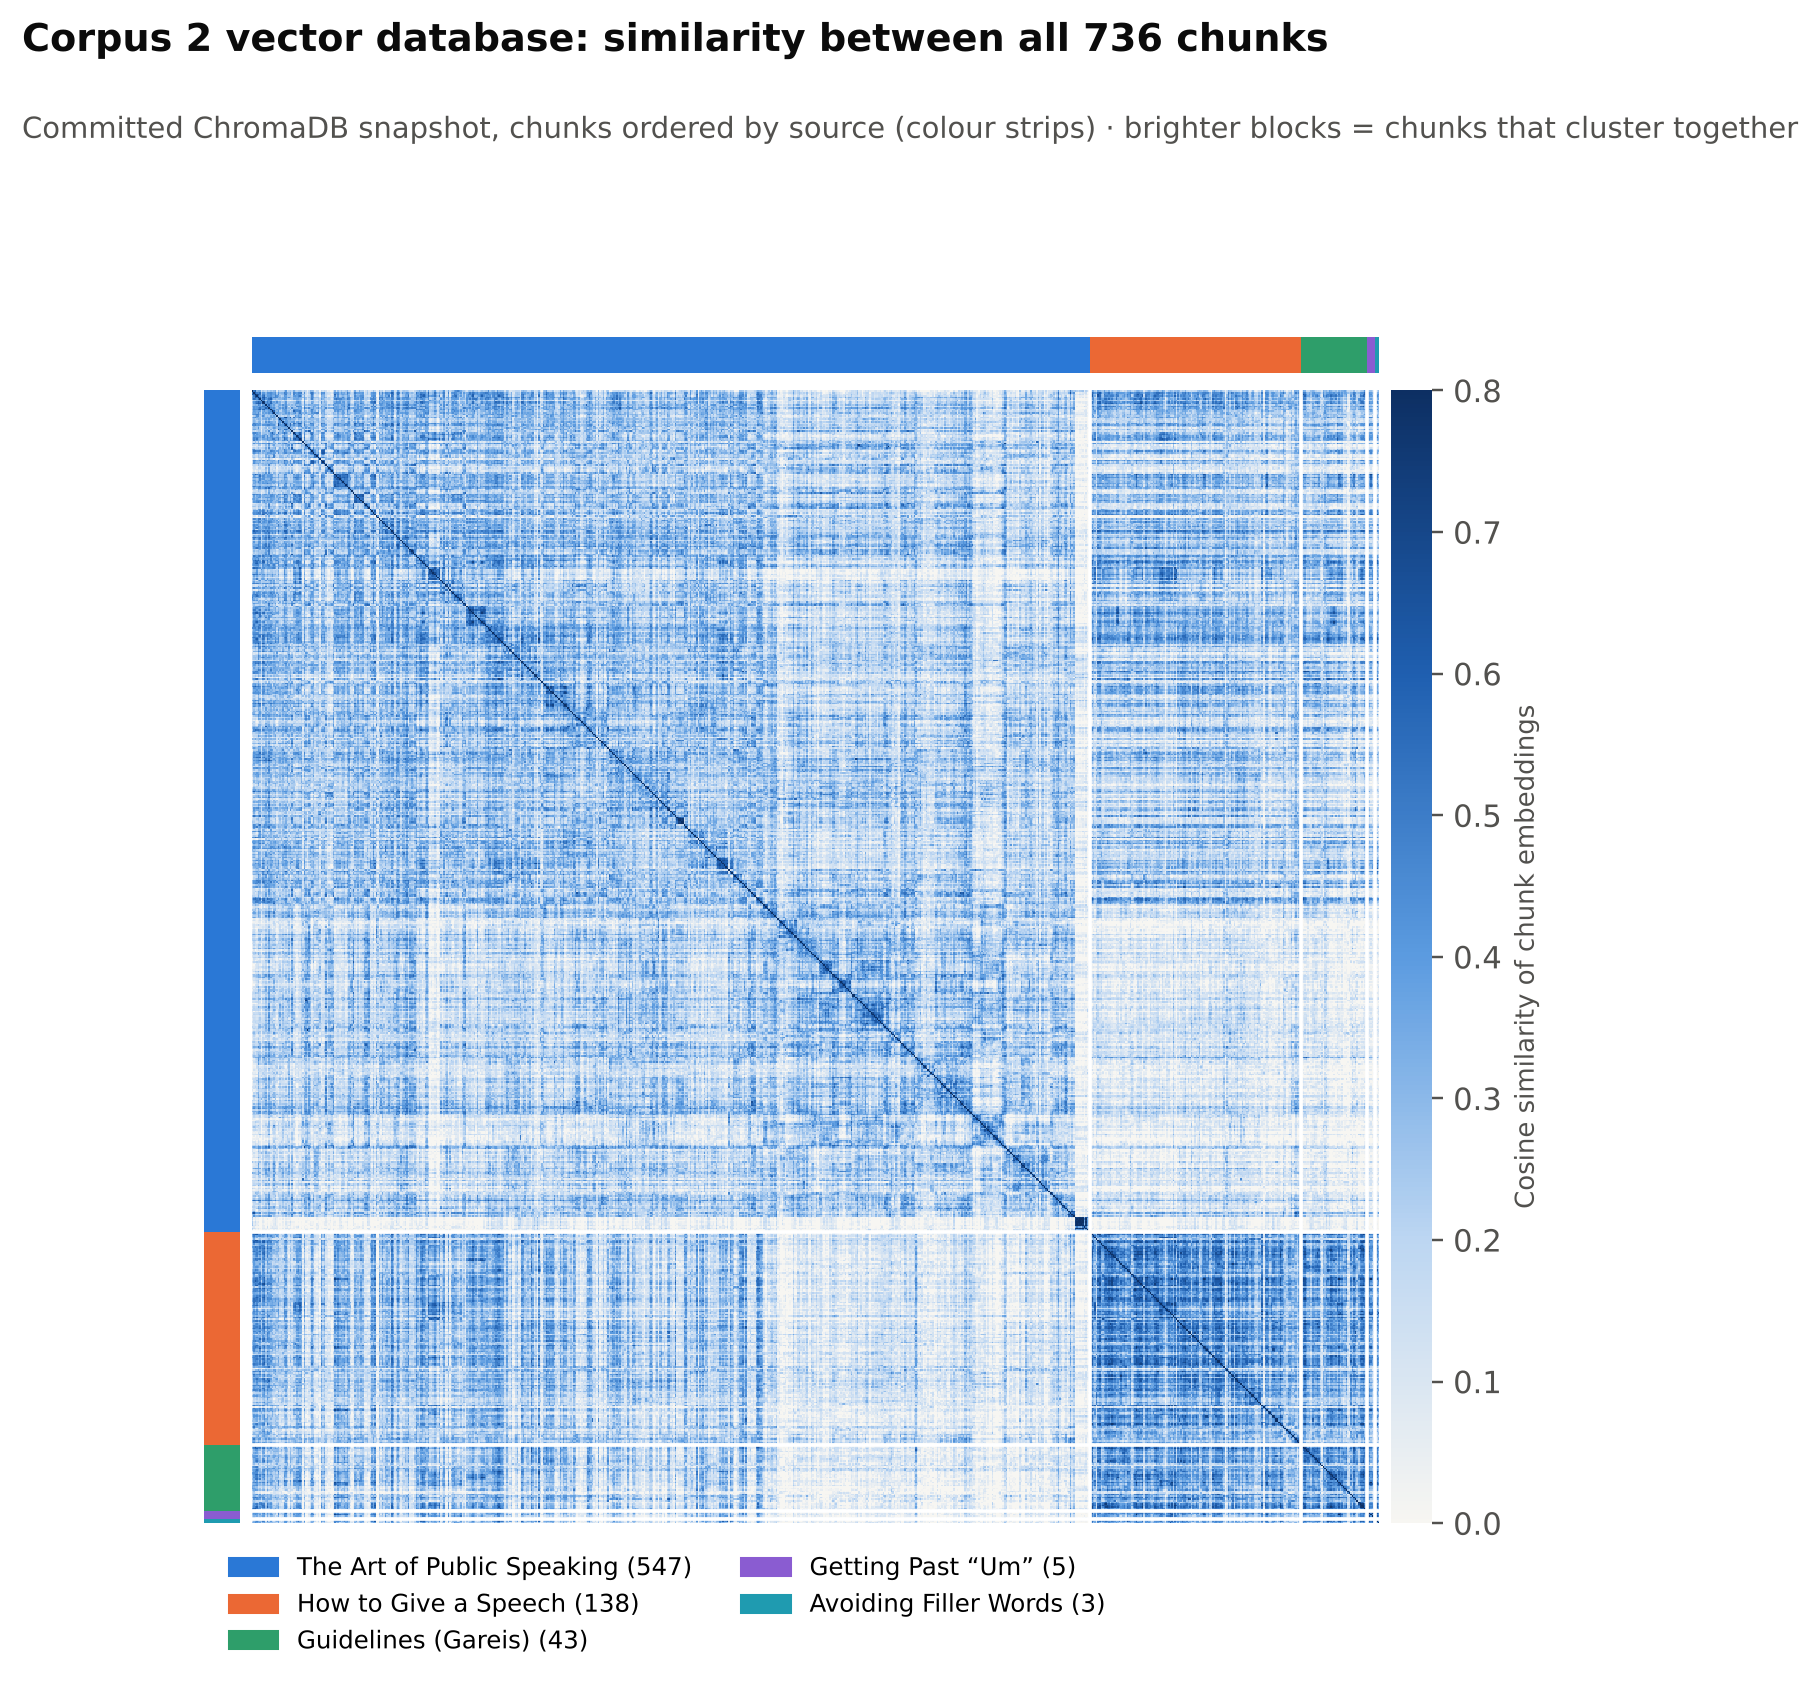 Corpus 2 vector database: similarity between all 736 chunks
Committed ChromaDB snapshot, chunks ordered by source (colour strips) · brighter blocks = chunks that cluster together
0.8
0.7
0.6
0.5
0.4
0.3
0.2
0.1
0.0
Cosine similarity of chunk embeddings
The Art of Public Speaking (547)
How to Give a Speech (138)
Guidelines (Gareis) (43)
Getting Past “Um” (5)
Avoiding Filler Words (3)